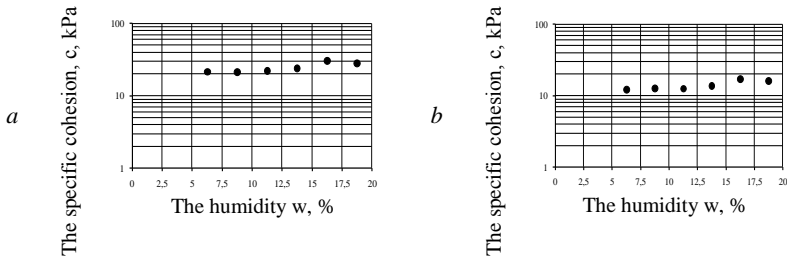 a
The specific cohesion, c, kPa
100
10
1
0 2,5 5 7,5 10 12,5 15 17,5 20
The humidity w, %
b
The specific cohesion, c, kPa
100
10
1
0 2,5 5 7,5 10 12,5 15 17,5 20
The humidity w, %